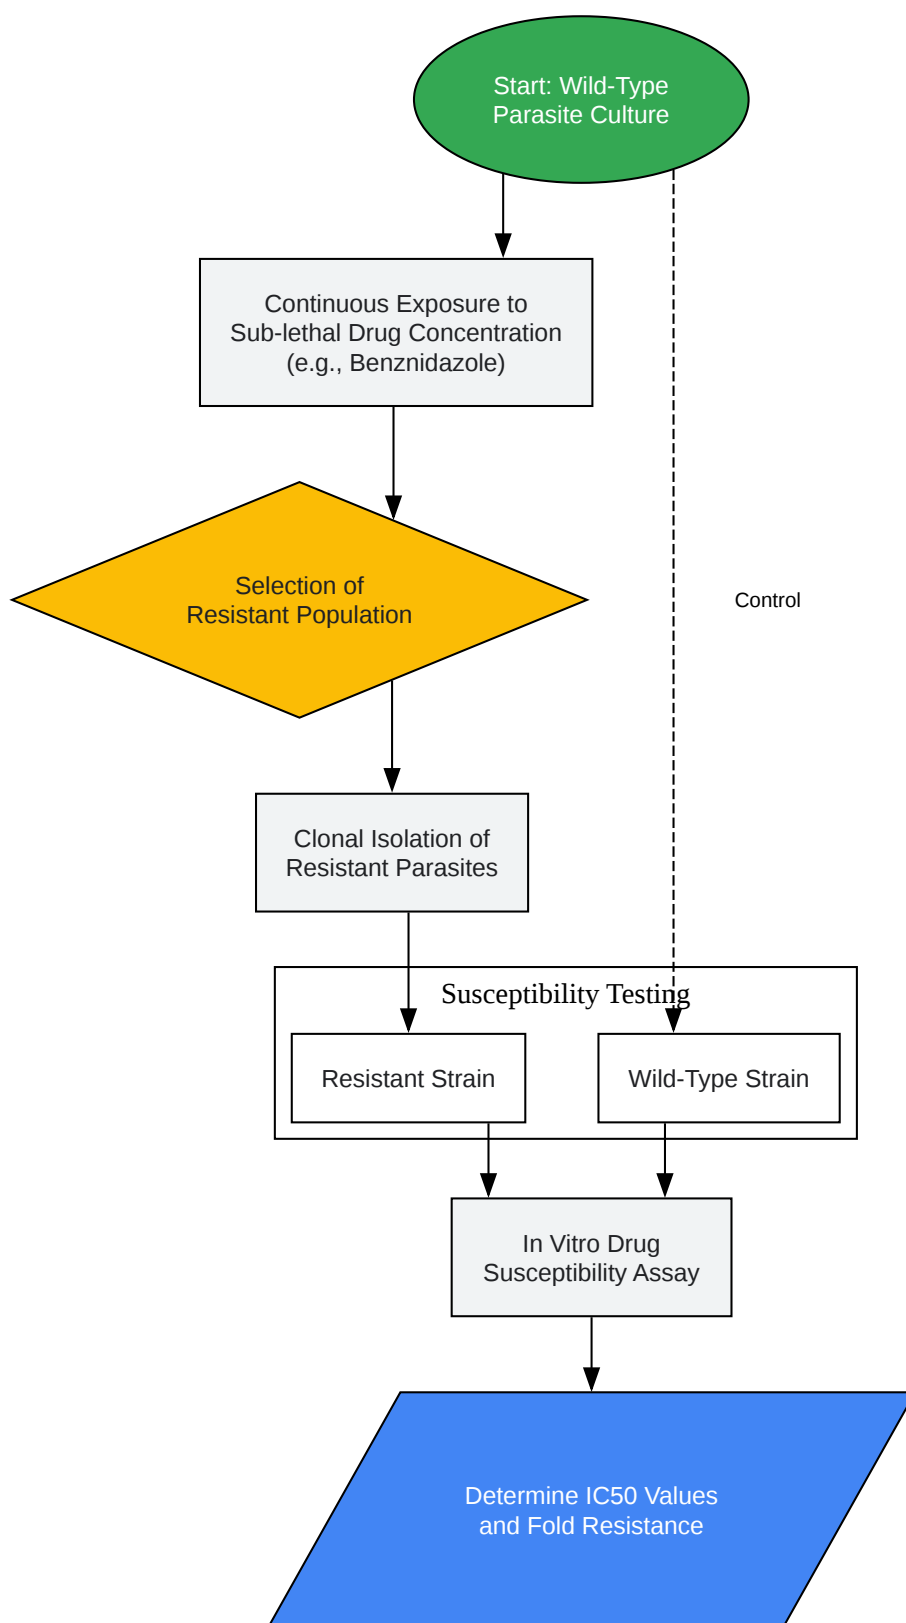 Start: Wild-Type
Parasite Culture
Continuous Exposure to
Sub-lethal Drug Concentration
(e.g., Benznidazole)
Selection of
Resistant Population
Control
Clonal Isolation of
Resistant Parasites
Susceptibility Testing
Resistant Strain
Wild-Type Strain
In Vitro Drug
Susceptibility Assay
Determine IC50 Values
and Fold Resistance